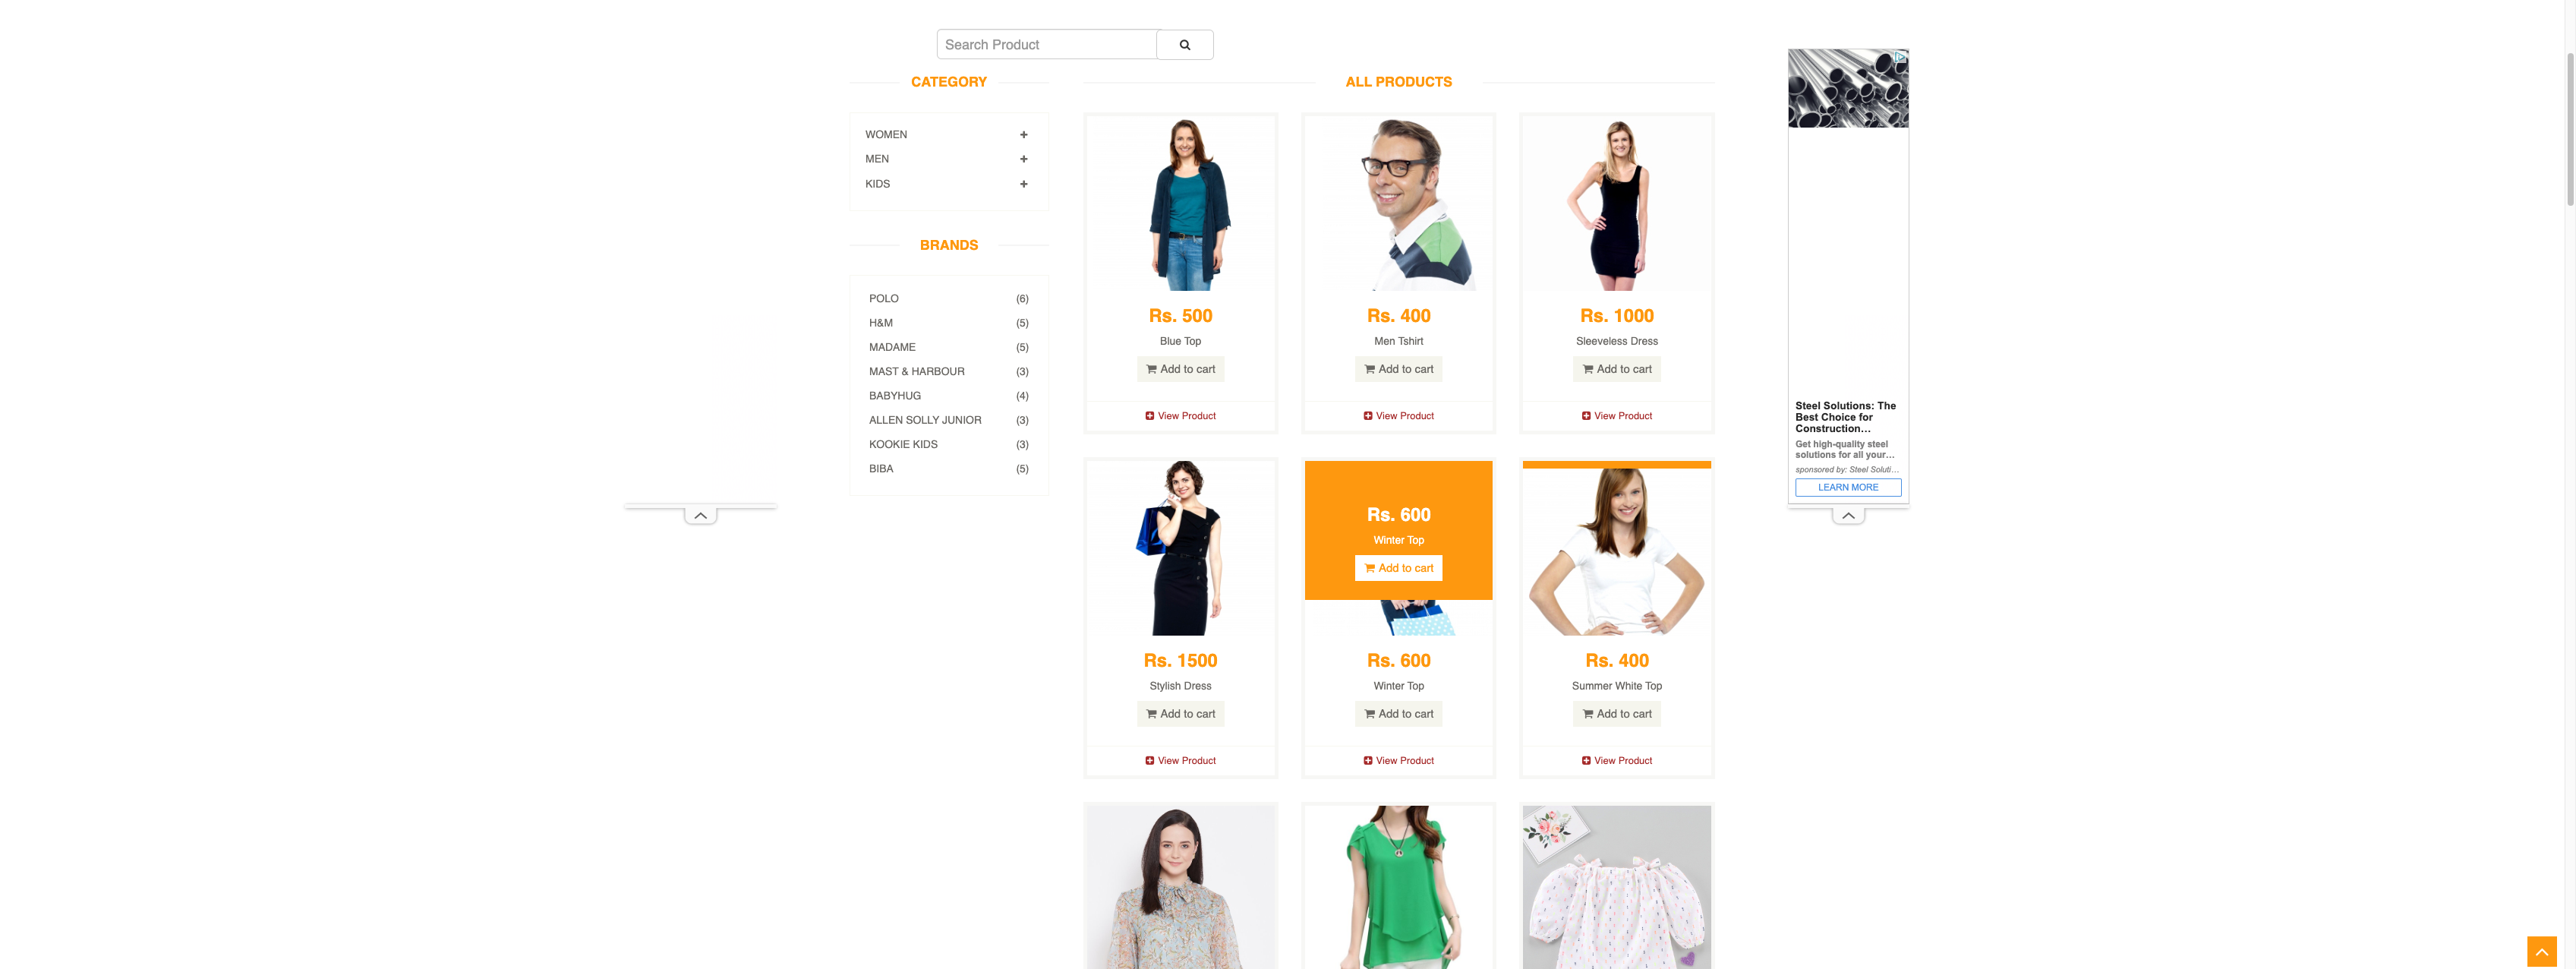 Search Product
CATEGORY
WOMEN
MEN
KIDS
BRANDS
POLO (6)
H&M (5)
MADAME (5)
MAST & HARBOUR (3)
BABYHUG (4)
ALLEN SOLLY JUNIOR (3)
KOOKIE KIDS (3)
BIBA (5)
ALL PRODUCTS
Rs. 500
Blue Top
Add to cart
View Product
Rs. 400
Men Tshirt
Add to cart
View Product
Rs. 1000
Sleeveless Dress
Add to cart
View Product
Rs. 1500
Stylish Dress
Add to cart
View Product
Rs. 600
Winter Top
Add to cart
Rs. 600
Winter Top
Add to cart
View Product
Rs. 400
Summer White Top
Add to cart
View Product
Steel Solutions: The
Best Choice for
Construction...
Get high-quality steel
solutions for all your...
sponsored by: Steel Soluti...
LEARN MORE